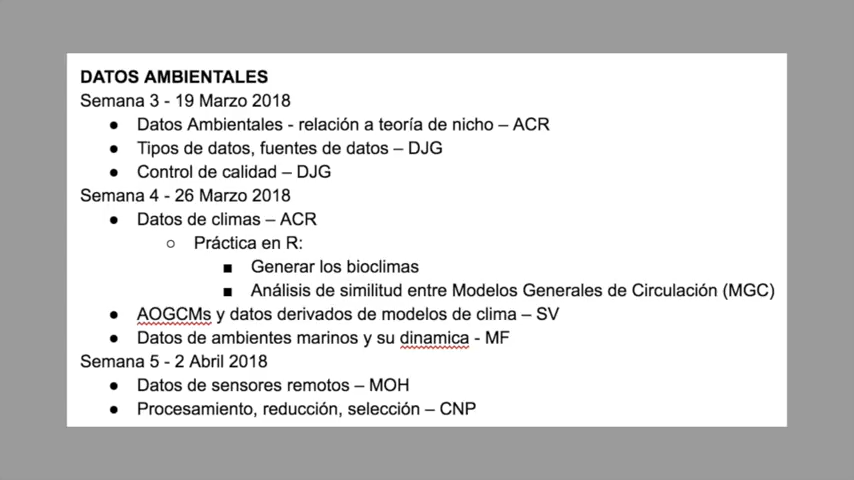 DATOS AMBIENTALES
Semana 3 - 19 Marzo 2018
● Datos Ambientales - relación a teoría de nicho – ACR
● Tipos de datos, fuentes de datos – DJG
● Control de calidad – DJG
Semana 4 - 26 Marzo 2018
● Datos de climas – ACR
○ Práctica en R:
■ Generar los bioclimas
■ Análisis de similitud entre Modelos Generales de Circulación (MGC)
● AOGCMs y datos derivados de modelos de clima – SV
● Datos de ambientes marinos y su dinamica - MF
Semana 5 - 2 Abril 2018
● Datos de sensores remotos – MOH
● Procesamiento, reducción, selección – CNP